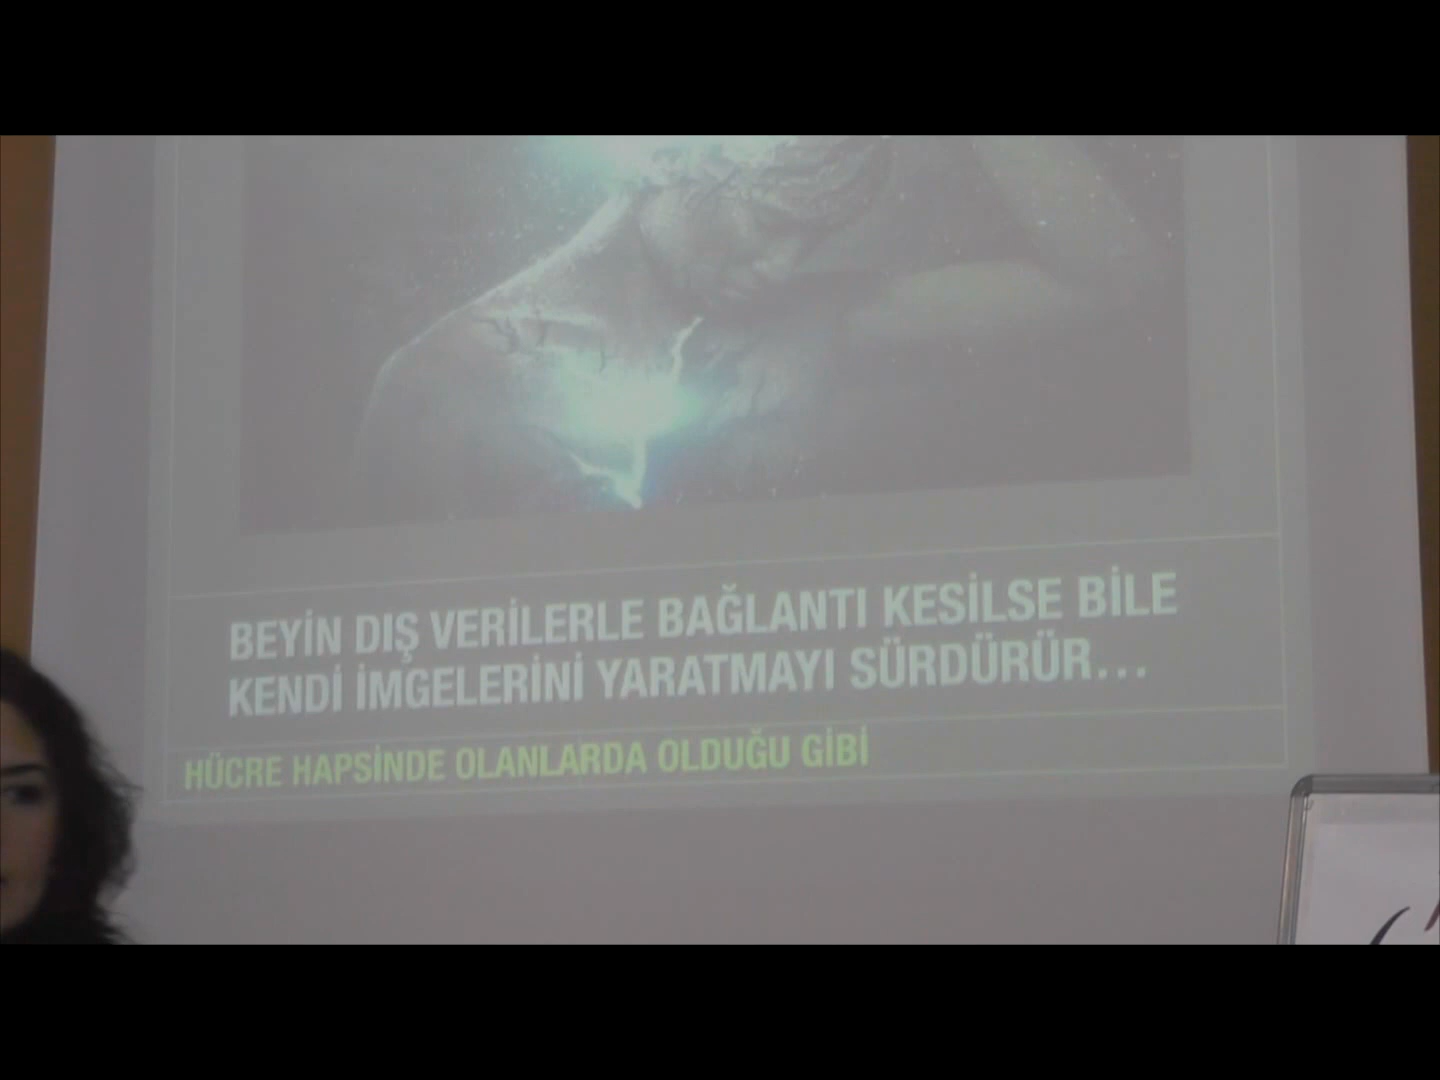 BEYİN DIŞ VERİLERLE BAĞLANTI KESİLSE BİLE
KENDİ İMGELERİNİ YARATMAYI SÜRDÜRÜR...
HÜCRE HAPSİNDE OLANLARDA OLDUĞU GİBİ